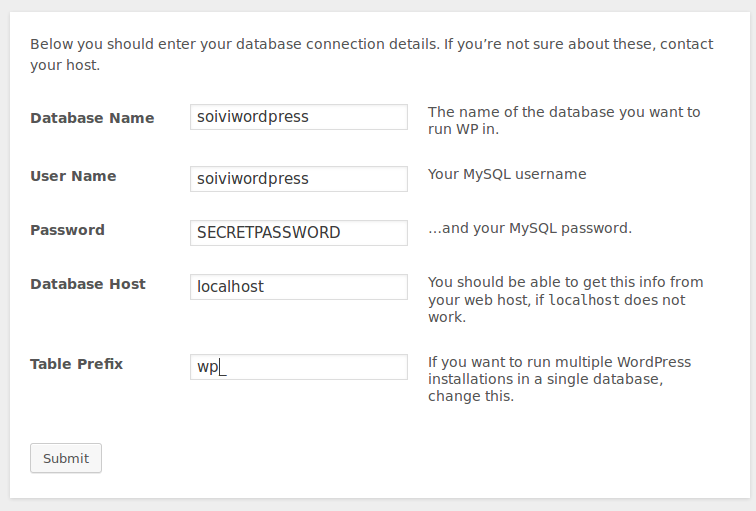 Below you should enter your database connection details. If you’re not sure about these, contact
your host.
Database Name
soiviwordpress
The name of the database you want to
run WP in.
User Name
soiviwordpress
Your MySQL username
Password
SECRETPASSWORD
…and your MySQL password.
Database Host
localhost
You should be able to get this info from
your web host, if localhost does not
work.
Table Prefix
wp_
If you want to run multiple WordPress
installations in a single database,
change this.
Submit